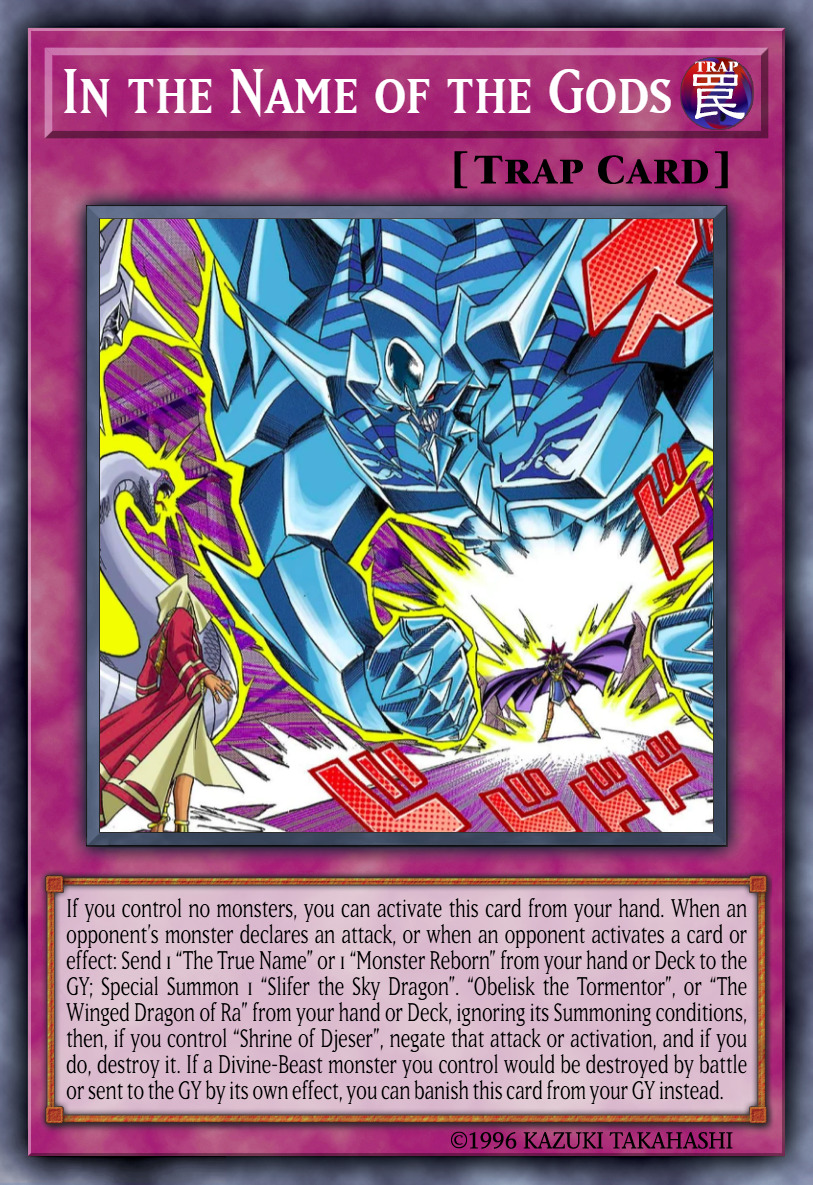 In the Name of the Gods
TRAP
罠
[Trap Card]
ズ
ド
ド
ドドド
If you control no monsters, you can activate this card from your hand. When an
opponent's monster declares an attack, or when an opponent activates a card or
effect: Send 1 “The True Name” or 1 “Monster Reborn” from your hand or Deck to the
GY; Special Summon 1 “Slifer the Sky Dragon”. “Obelisk the Tormentor”, or “The
Winged Dragon of Ra” from your hand or Deck, ignoring its Summoning conditions,
then, if you control “Shrine of Djeser”, negate that attack or activation, and if you
do, destroy it. If a Divine-Beast monster you control would be destroyed by battle
or sent to the GY by its own effect, you can banish this card from your GY instead.
©1996 KAZUKI TAKAHASHI